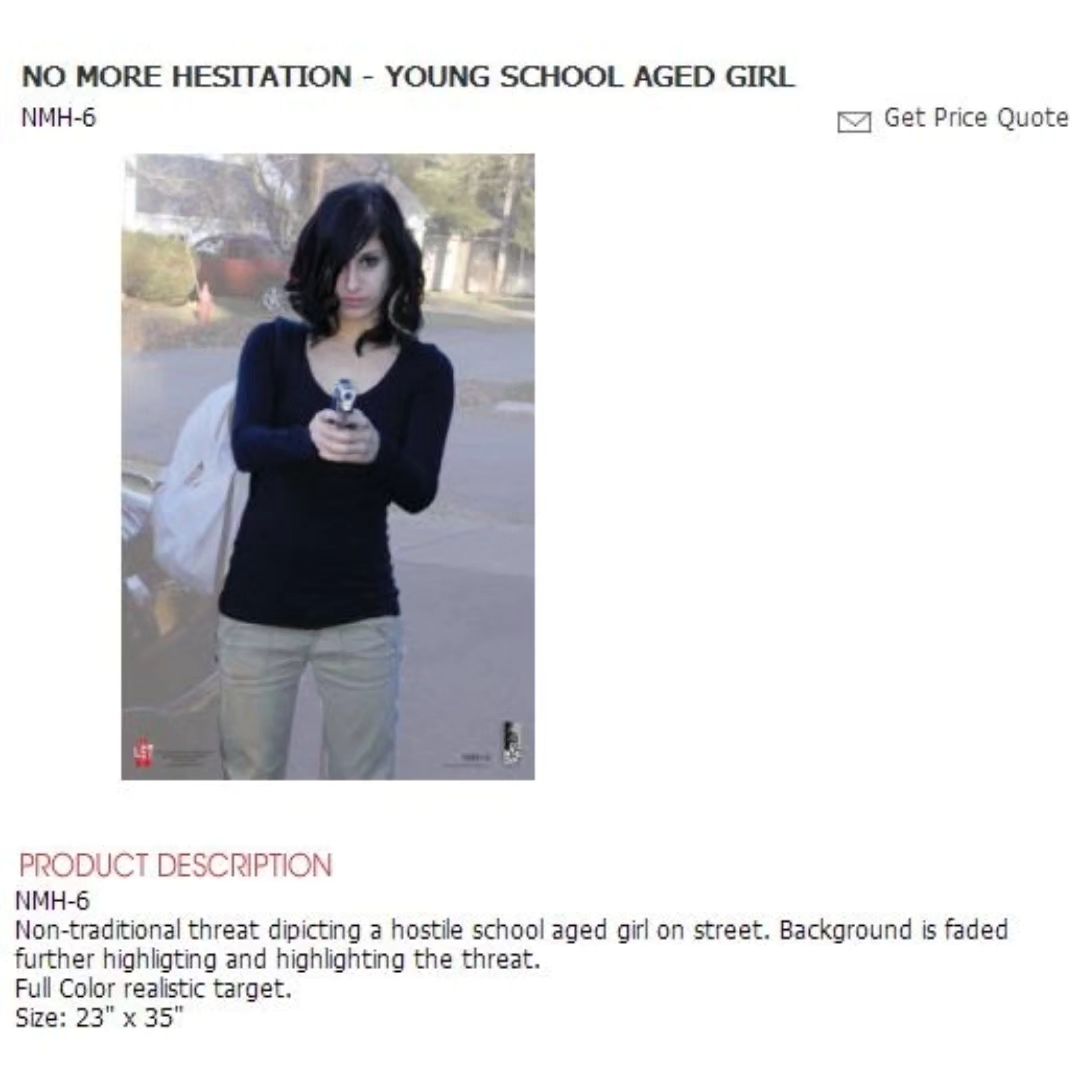 NO MORE HESITATION - YOUNG SCHOOL AGED GIRL
NMH-6
Get Price Quote
LET
PRODUCT DESCRIPTION
NMH-6
Non-traditional threat dipicting a hostile school aged girl on street. Background is faded
further highligting and highlighting the threat.
Full Color realistic target.
Size: 23" x 35"